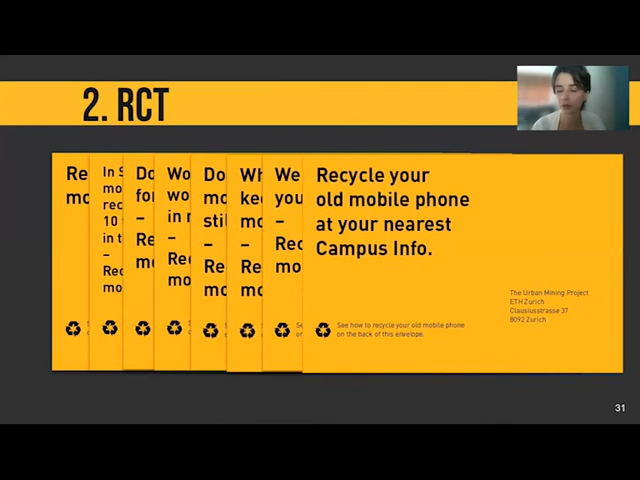 2. RCT
Re
mo
In S
mo
rec
10
in t
–
Rec
mo
Do
for
–
Re
mo
Wo
wo
in r
–
Re
mo
Do
mo
stil
–
Re
mo
Wh
kee
mo
–
Re
mo
We
you
–
Rec
mo
Recycle your
old mobile phone
at your nearest
Campus Info.
The Urban Mining Project
ETH Zurich
Clausiusstrasse 37
8092 Zurich
See how to recycle your old mobile phone
on the back of this envelope.
31